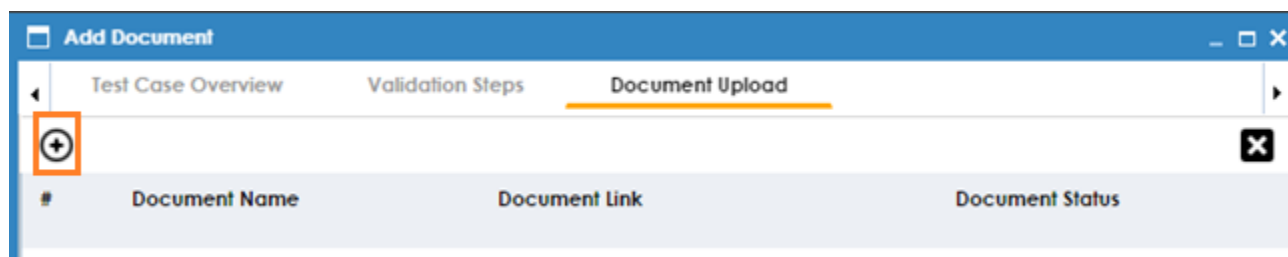 Add Document
Test Case Overview Validation Steps Document Upload
# Document Name Document Link Document Status